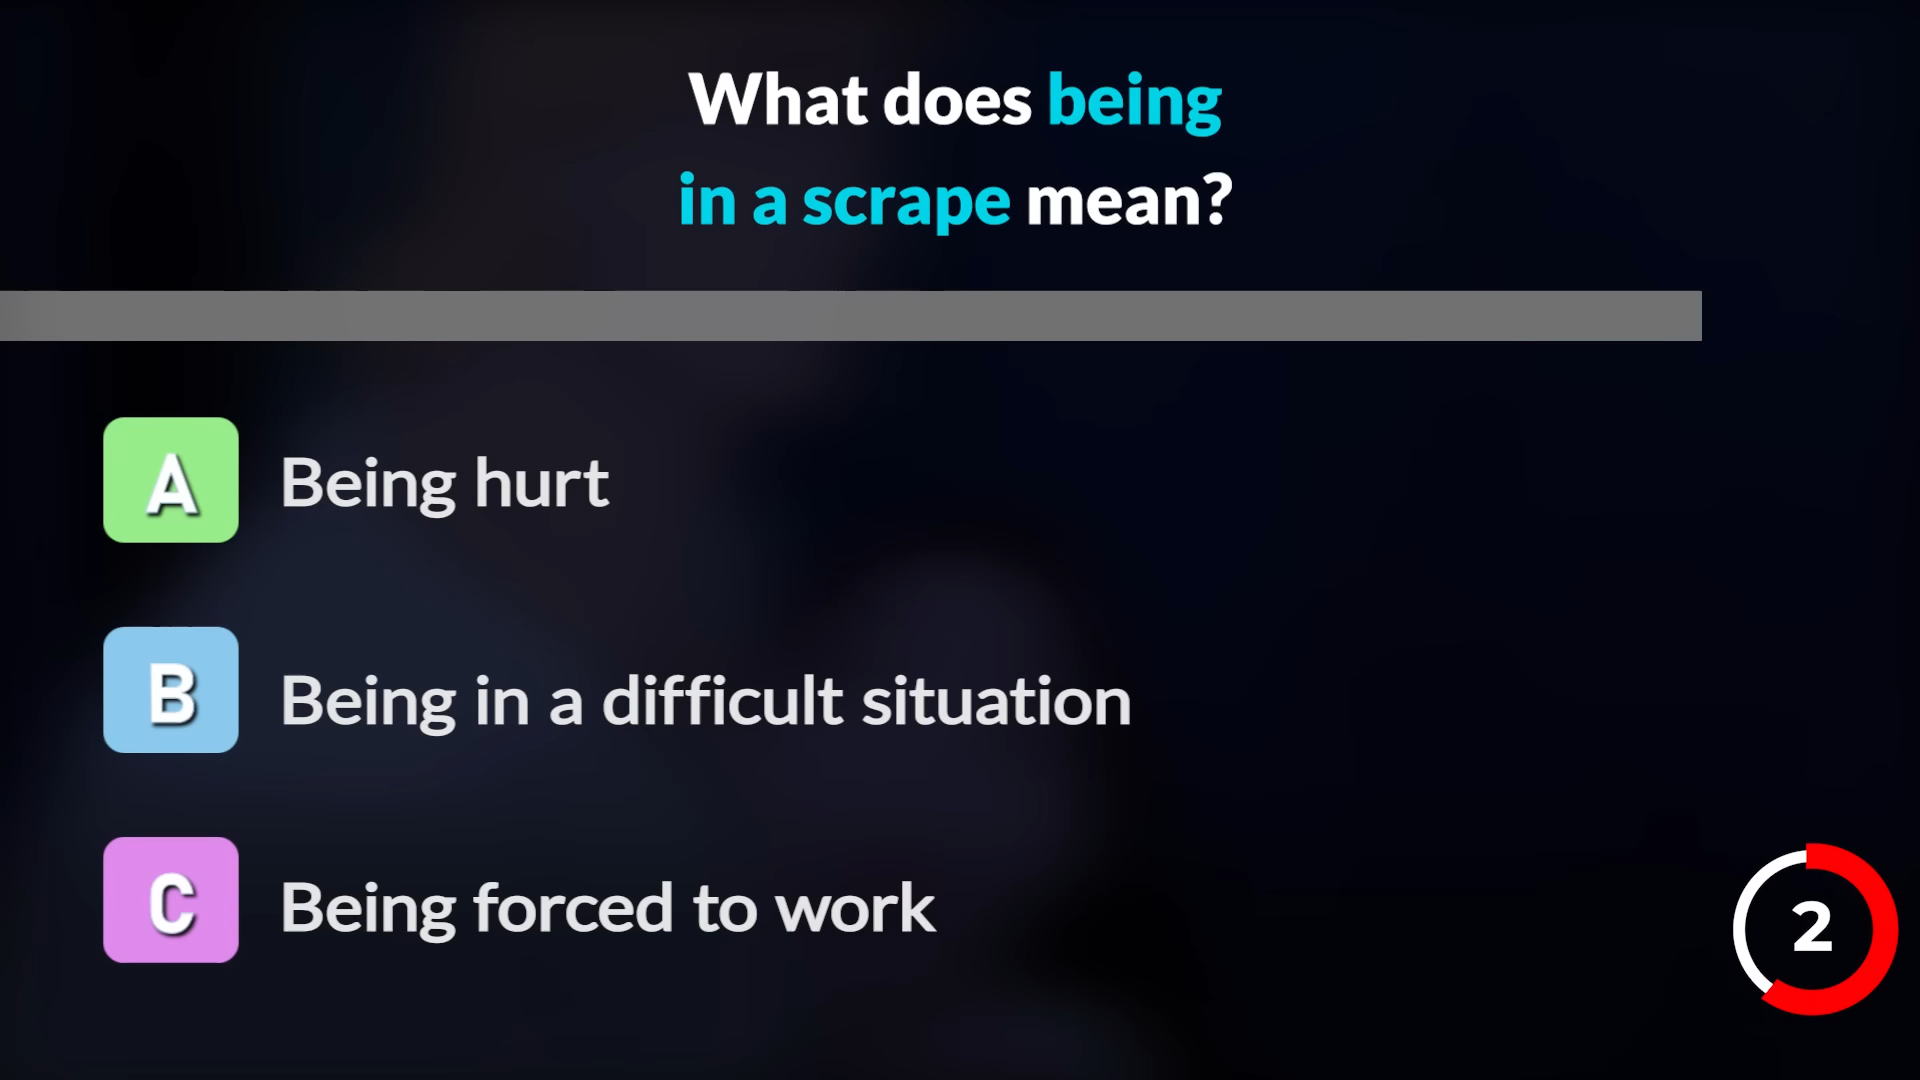 What does being
in a scrape mean?
A Being hurt
B Being in a difficult situation
C Being forced to work
2